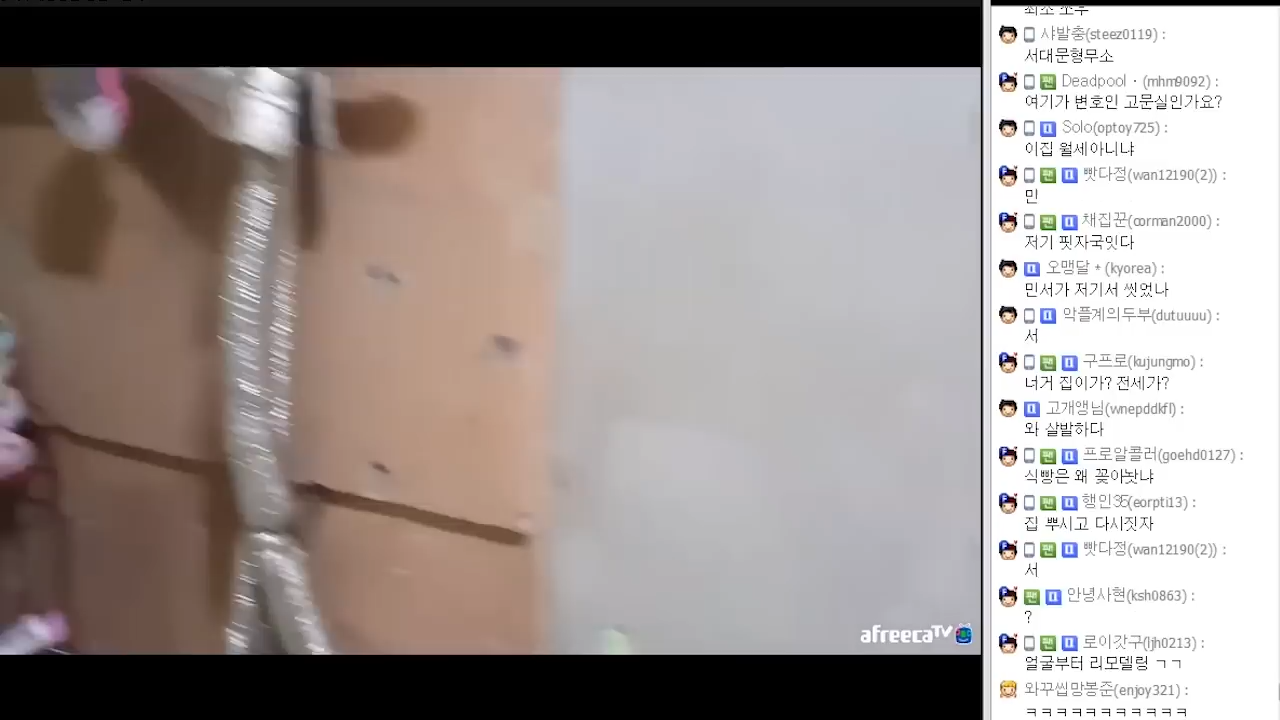 샤발충(steez0119) :
서대문형무소
Deadpool · (mhm9092) :
여기가 변호인 고문실인가요?
Solo(optoy725) :
이집 월세아니냐
빳다정(wan12190(2)) :
민
채집꾼(corman2000) :
저기 핏자국잇다
오맹달 * (kyorea) :
민서가 저기서 씻었나
악플계의두부(dutuuuu) :
서
구프로(kujungmo) :
너거 집이가? 전세가?
고개앵님(wnepddkfl) :
와 살발하다
프로알콜러(goehd0127) :
식빵은 왜 꽂아놧냐
행인35(eorpti13) :
집 뿌시고 다시짓자
빳다정(wan12190(2)) :
서
안녕사현(ksh0863) :
?
로이갓구(ljh0213) :
얼굴부터 리모델링 ㄱㄱ
와꾸씹망봉준(enjoy321) :
ㅋㅋㅋㅋㅋㅋㅋㅋㅋㅋㅋ
afreecaTV